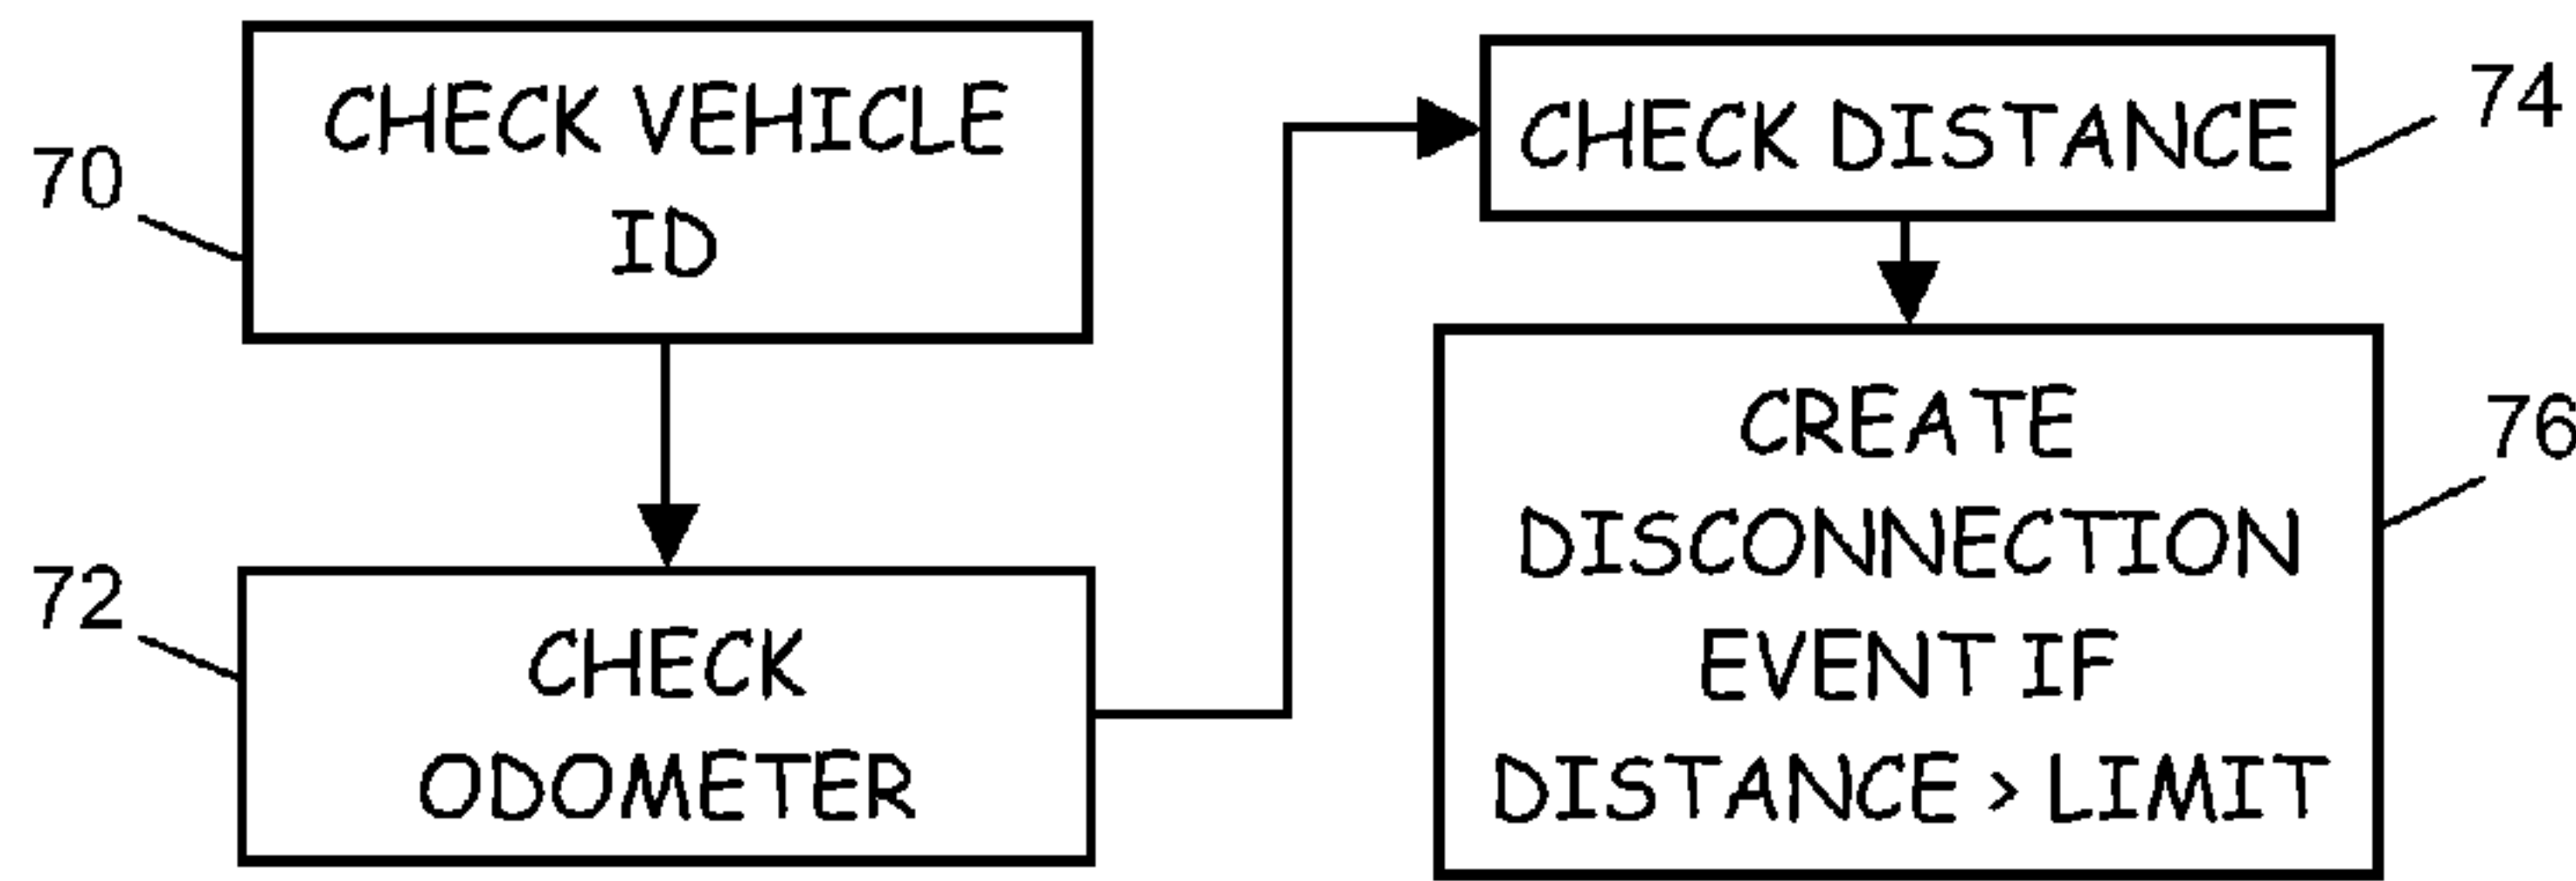 70
CHECK VEHICLE
ID
72
CHECK
ODOMETER
74
CHECK DISTANCE
76
CREATE
DISCONNECTION
EVENT IF
DISTANCE > LIMIT